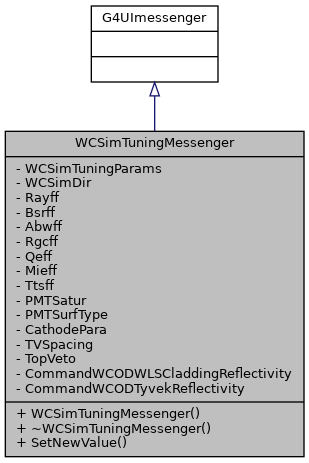 G4UImessenger
WCSimTuningMessenger
- WCSimTuningParams
- WCSimDir
- Rayff
- Bsrff
- Abwff
- Rgcff
- Qeff
- Mieff
- Ttsff
- PMTSatur
- PMTSurfType
- CathodePara
- TVSpacing
- TopVeto
- CommandWCODWLSCladdingReflectivity
- CommandWCODTyvekReflectivity
+ WCSimTuningMessenger()
+ ~WCSimTuningMessenger()
+ SetNewValue()